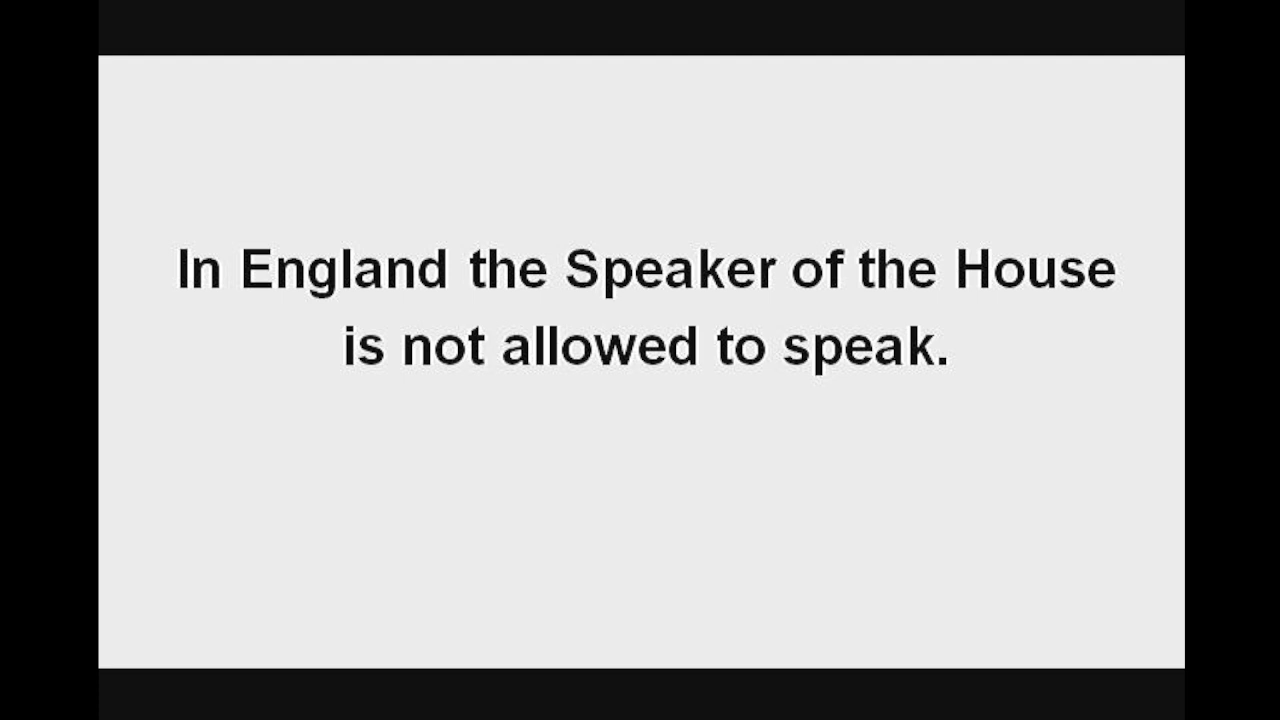 In England the Speaker of the House
is not allowed to speak.